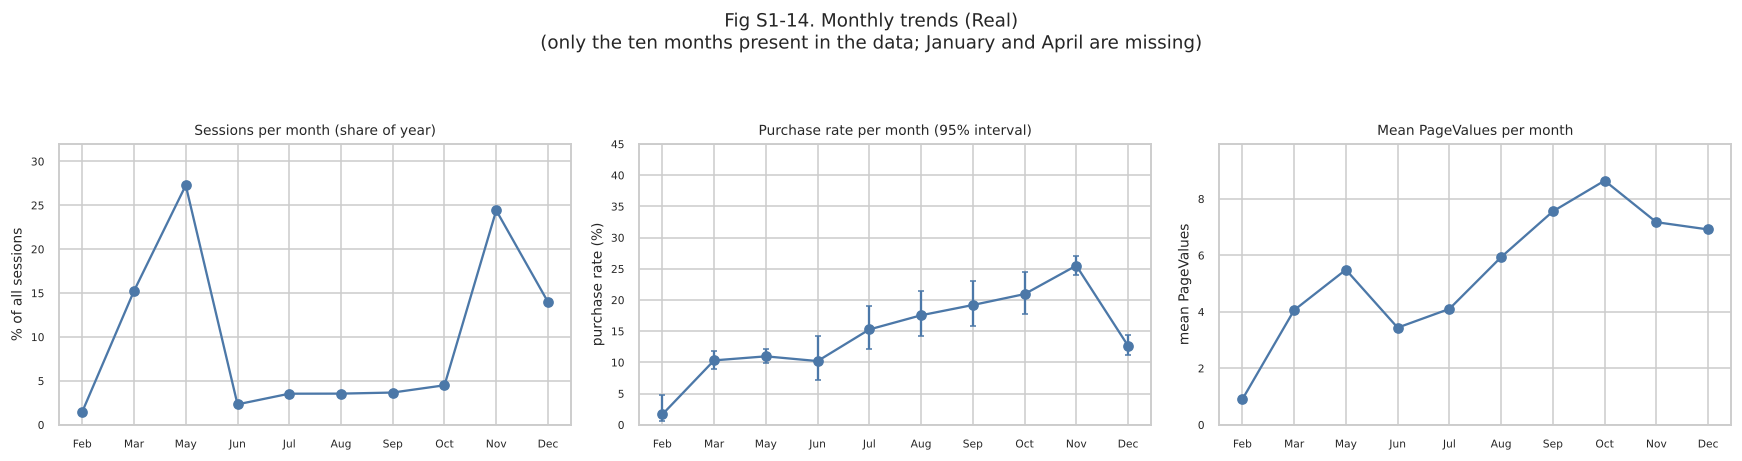 Fig S1-14. Monthly trends (Real)
(only the ten months present in the data; January and April are missing)
Sessions per month (share of year)
% of all sessions
30
25
20
15
10
5
0
Feb Mar May Jun Jul Aug Sep Oct Nov Dec
Purchase rate per month (95% interval)
purchase rate (%)
45
40
35
30
25
20
15
10
5
0
Feb Mar May Jun Jul Aug Sep Oct Nov Dec
Mean PageValues per month
mean PageValues
8
6
4
2
0
Feb Mar May Jun Jul Aug Sep Oct Nov Dec